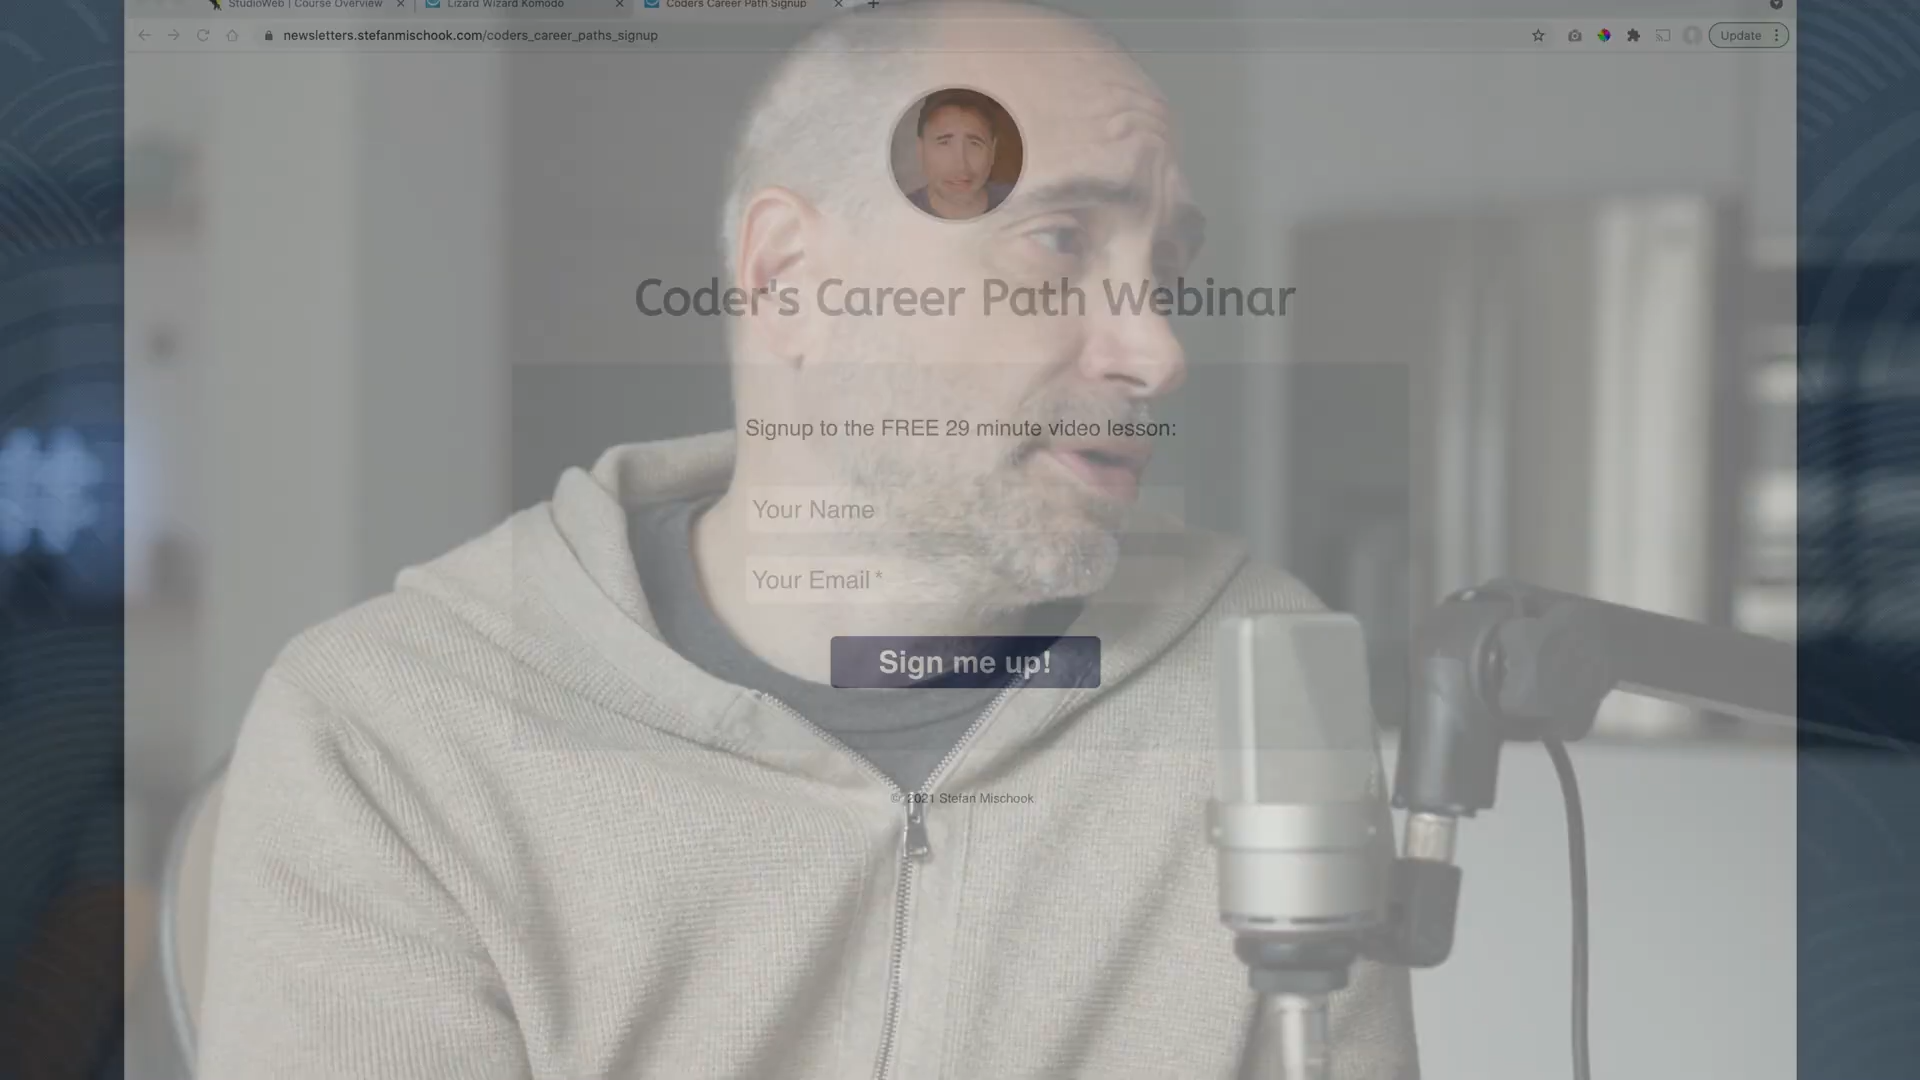 StudioWeb | Course Overview
Lizard Wizard Komodo
Coders Career Path Signup
newsletters.stefanmischook.com/coders_career_paths_signup
Update
Coder's Career Path Webinar
Signup to the FREE 29 minute video lesson:
Your Name
Your Email*
Sign me up!
© 2021 Stefan Mischook